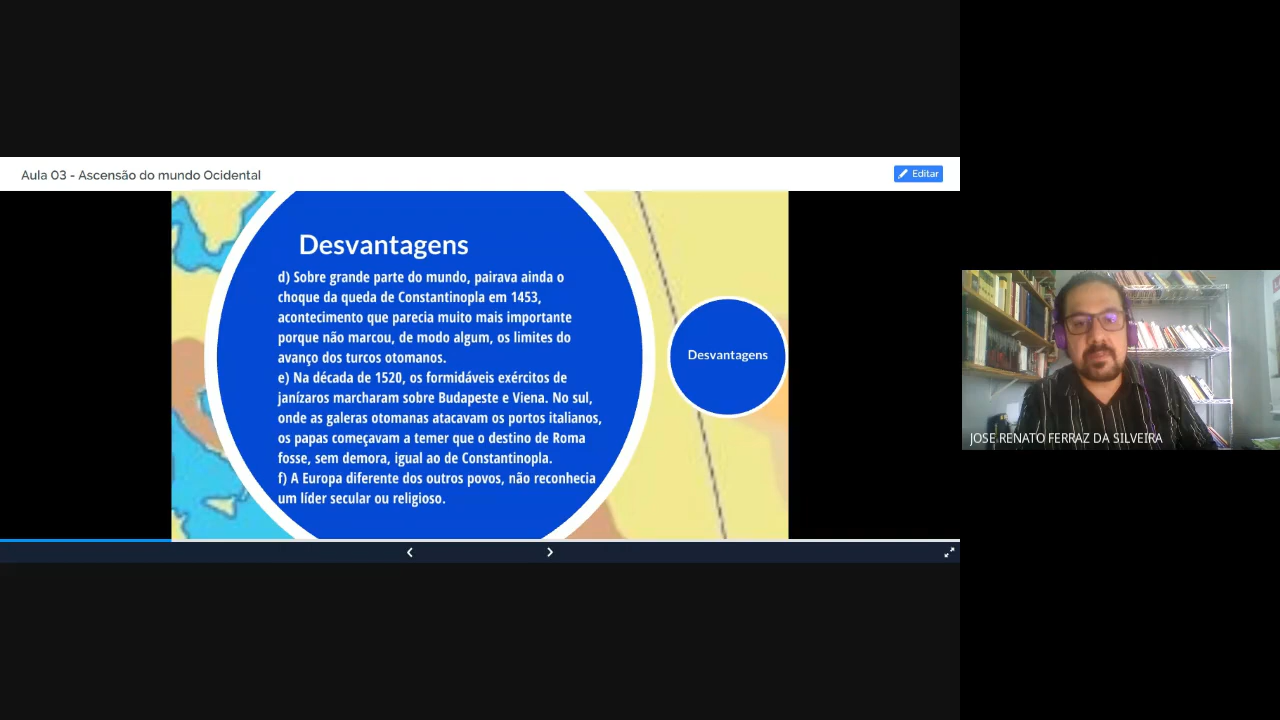 Aula 03 - Ascensão do mundo Ocidental
Editar
Desvantagens
d) Sobre grande parte do mundo, pairava ainda o
choque da queda de Constantinopla em 1453,
acontecimento que parecia muito mais importante
porque não marcou, de modo algum, os limites do
avanço dos turcos otomanos.
e) Na década de 1520, os formidáveis exércitos de
janízaros marcharam sobre Budapeste e Viena. No sul,
onde as galeras otomanas atacavam os portos italianos,
os papas começavam a temer que o destino de Roma
fosse, sem demora, igual ao de Constantinopla.
f) A Europa diferente dos outros povos, não reconhecia
um líder secular ou religioso.
Desvantagens
JOSE RENATO FERRAZ DA SILVEIRA